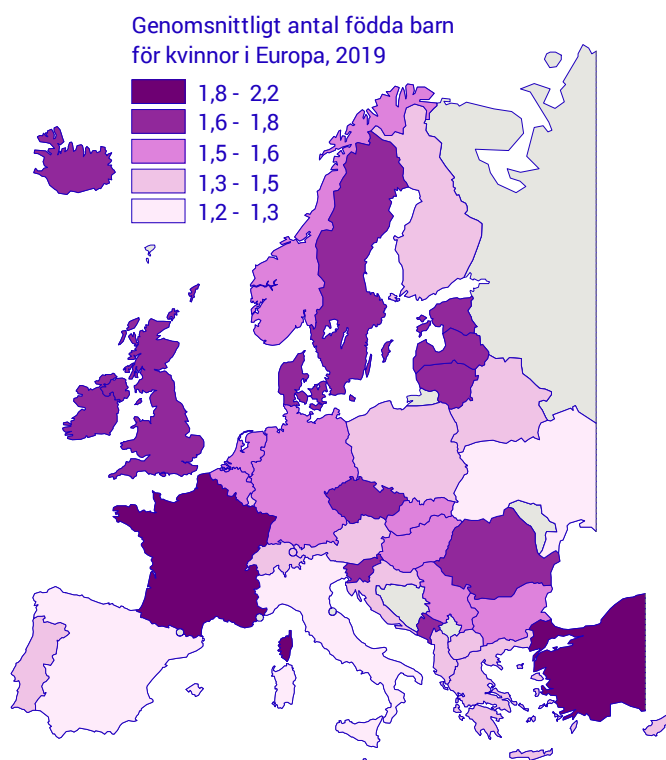 Genomsnittligt antal födda barn
för kvinnor i Europa, 2019
1,8 - 2,2
1,6 - 1,8
1,5 - 1,6
1,3 - 1,5
1,2 - 1,3